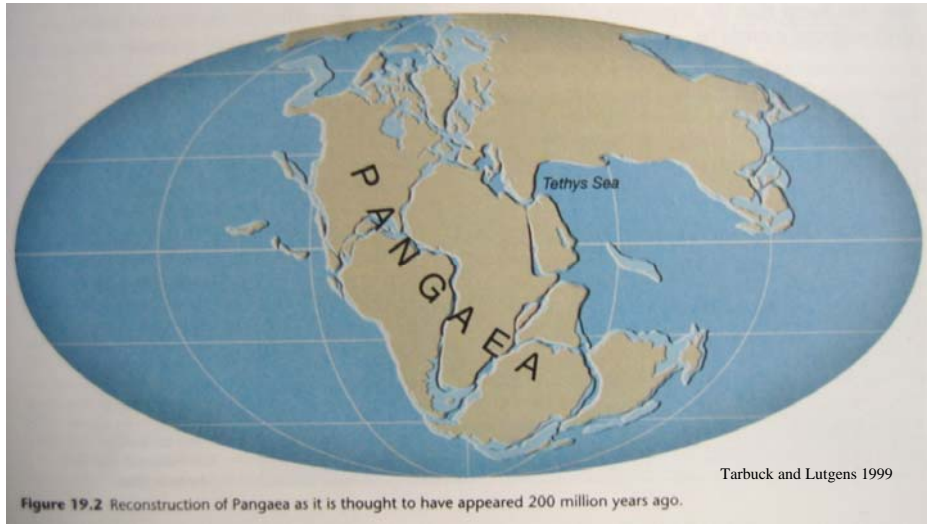 PANGAEA
Tethys Sea
Tarbuck and Lutgens 1999
Figure 19.2 Reconstruction of Pangaea as it is thought to have appeared 200 million years ago.